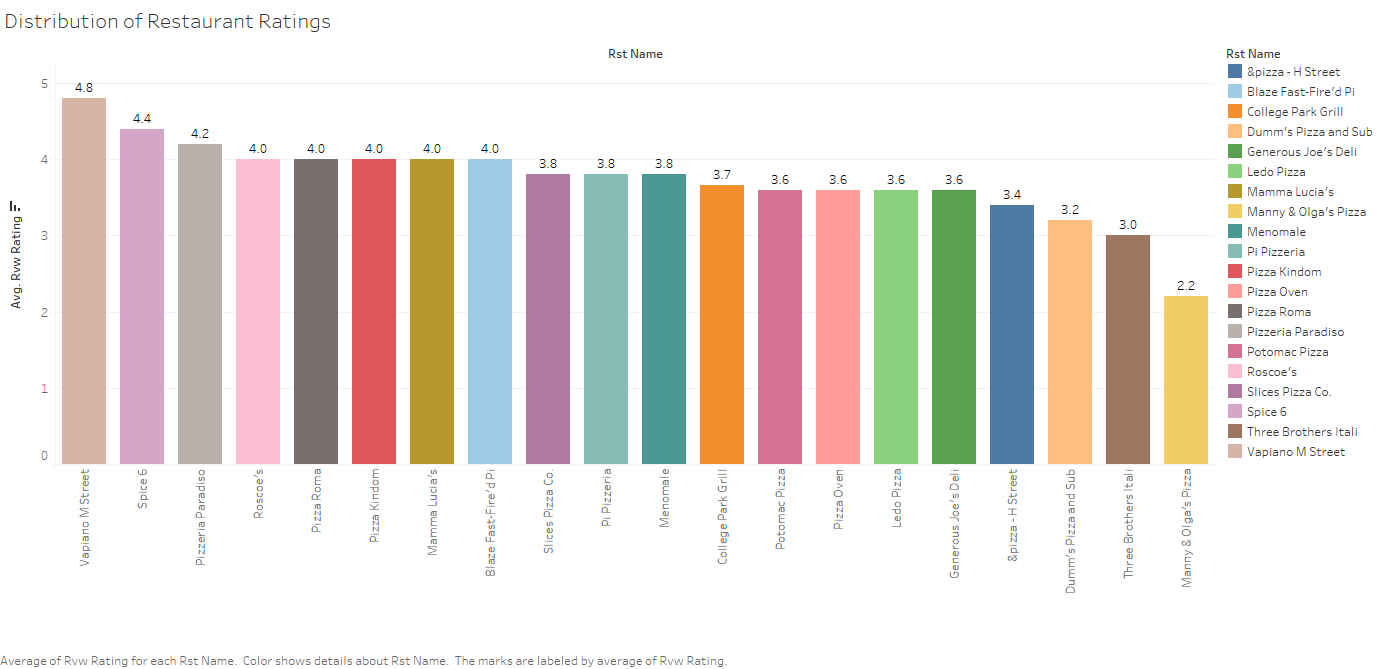 Distribution of Restaurant Ratings
Rst Name
Avg. Rvw Rating
5
4
3
2
1
0
4.8
4.4
4.2
4.0
4.0
4.0
4.0
4.0
3.8
3.8
3.8
3.7
3.6
3.6
3.6
3.6
3.4
3.2
3.0
2.2
Vapiano M Street
Spice 6
Pizzeria Paradiso
Roscoe's
Pizza Roma
Pizza Kindom
Mamma Lucia's
Blaze Fast-Fire'd Pi
Slices Pizza Co.
Pi Pizzeria
Menomale
College Park Grill
Potomac Pizza
Pizza Oven
Ledo Pizza
Generous Joe's Deli
&pizza - H Street
Dumm's Pizza and Sub
Three Brothers Itali
Manny & Olga's Pizza
Rst Name
&pizza - H Street
Blaze Fast-Fire'd Pi
College Park Grill
Dumm's Pizza and Sub
Generous Joe's Deli
Ledo Pizza
Mamma Lucia's
Manny & Olga's Pizza
Menomale
Pi Pizzeria
Pizza Kindom
Pizza Oven
Pizza Roma
Pizzeria Paradiso
Potomac Pizza
Roscoe's
Slices Pizza Co.
Spice 6
Three Brothers Itali
Vapiano M Street
Average of Rvw Rating for each Rst Name.  Color shows details about Rst Name.  The marks are labeled by average of Rvw Rating.